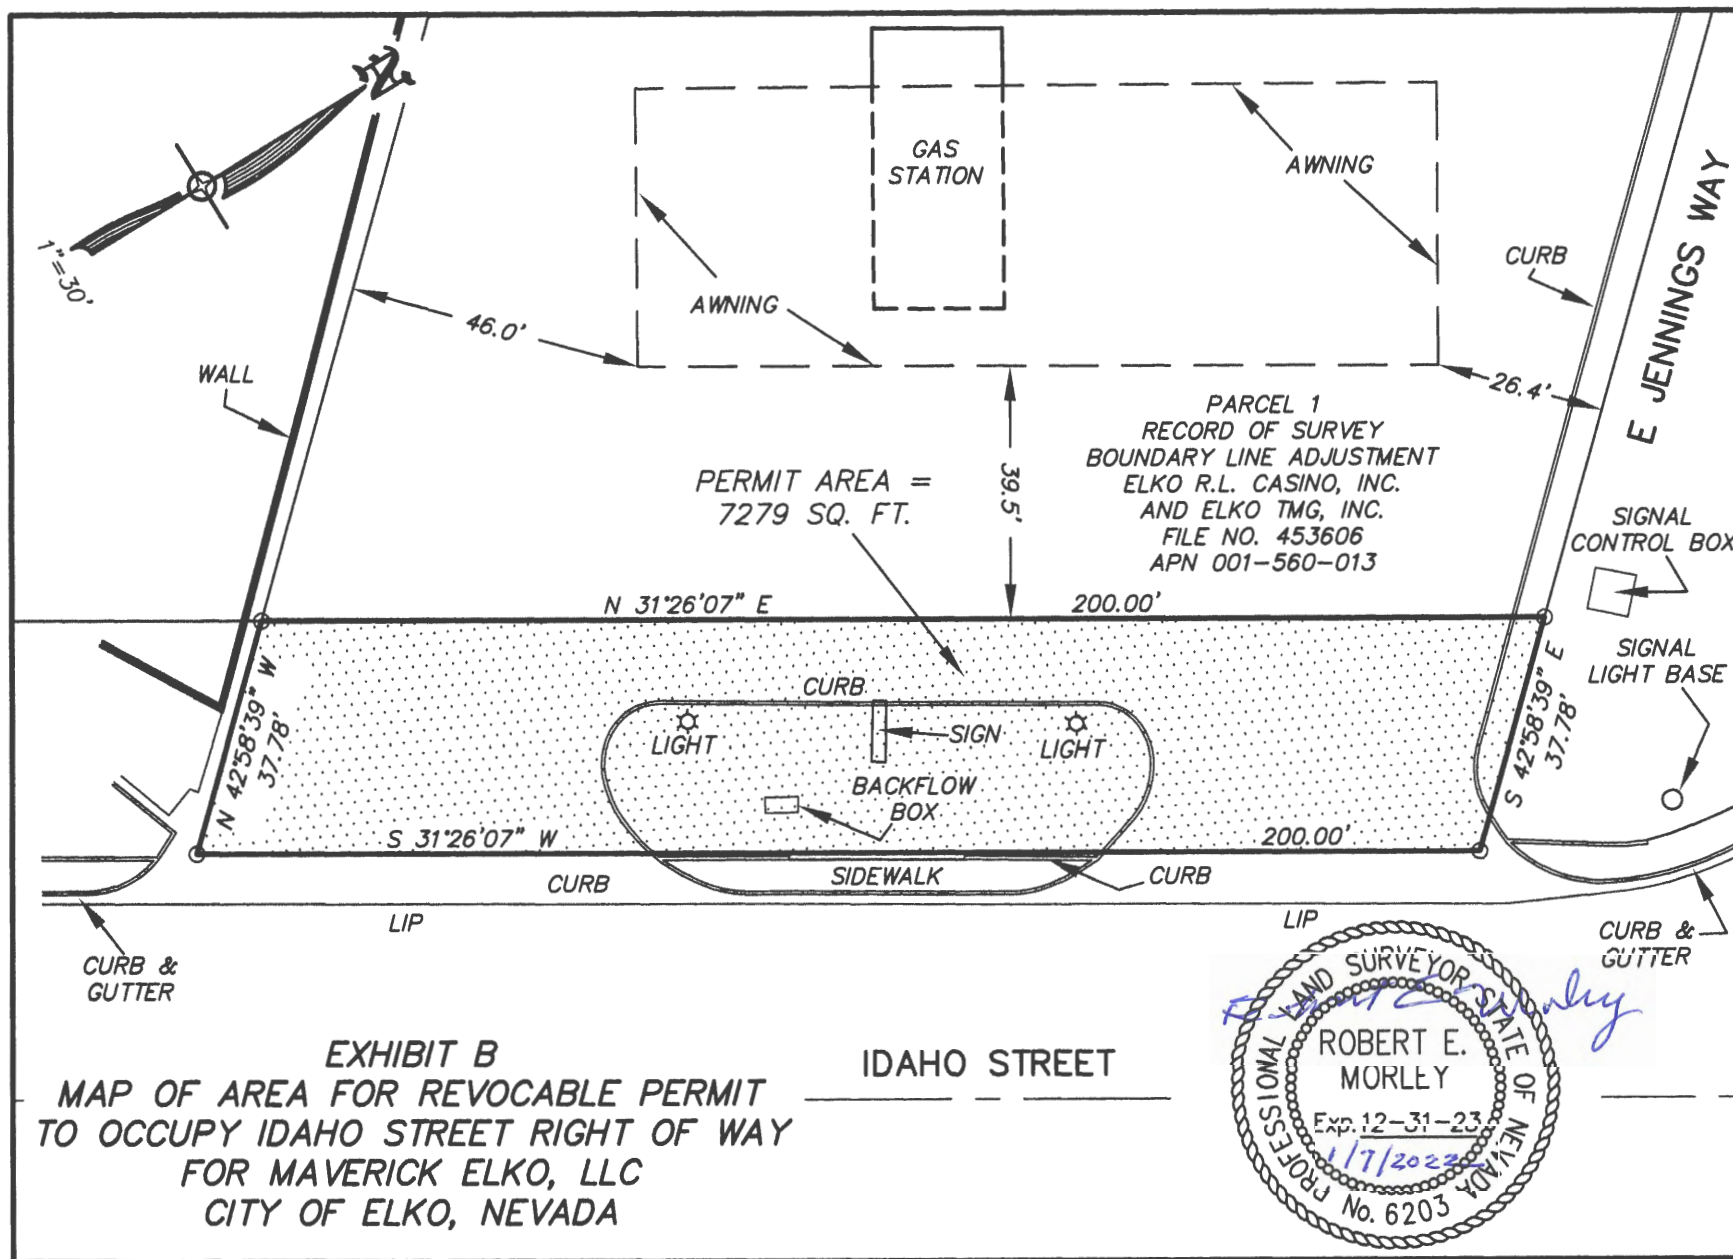 GAS
STATION
AWNING
AWNING
CURB
E JENNINGS WAY
1"=30'
46.0'
WALL
26.4'
39.5'
PARCEL 1
RECORD OF SURVEY
BOUNDARY LINE ADJUSTMENT
ELKO R.L. CASINO, INC.
AND ELKO TMG, INC.
FILE NO. 453606
APN 001-560-013
PERMIT AREA =
7279 SQ. FT.
SIGNAL
CONTROL BOX
N 31°26'07" E 200.00'
SIGNAL
LIGHT BASE
N 42°58'39" W
37.78'
S 42°58'39" E
37.78'
CURB
LIGHT
SIGN
LIGHT
BACKFLOW
BOX
S 31°26'07" W 200.00'
CURB
SIDEWALK
CURB
LIP
LIP
CURB &
GUTTER
CURB &
GUTTER
IDAHO STREET
EXHIBIT B
MAP OF AREA FOR REVOCABLE PERMIT
TO OCCUPY IDAHO STREET RIGHT OF WAY
FOR MAVERICK ELKO, LLC
CITY OF ELKO, NEVADA
PROFESSIONAL LAND SURVEYOR STATE OF NEVADA
ROBERT E.
MORLEY
Exp. 12-31-23
1/7/2022
No. 6203